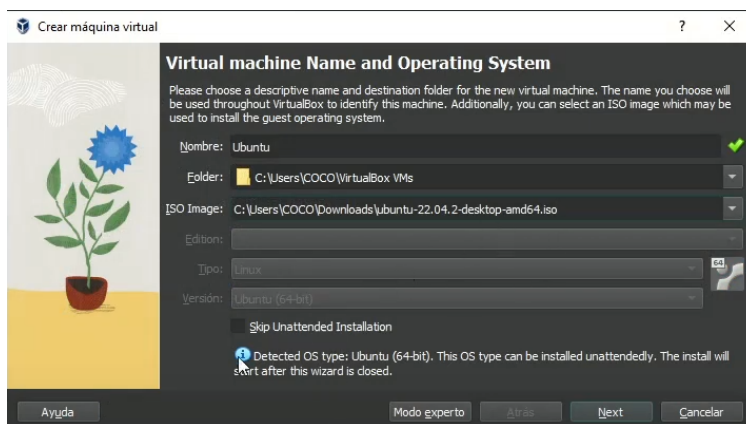 Crear máquina virtual
Virtual machine Name and Operating System
Please choose a descriptive name and destination folder for the new virtual machine. The name you choose will
be used throughout VirtualBox to identify this machine. Additionally, you can select an ISO image which may be
used to install the guest operating system.
Nombre: Ubuntu
Folder: C:\Users\COCO\VirtualBox VMs
ISO Image: C:\Users\COCO\Downloads\ubuntu-22.04.2-desktop-amd64.iso
Edition:
Tipo: Linux
64
Versión: Ubuntu (64-bit)
Skip Unattended Installation
Detected OS type: Ubuntu (64-bit). This OS type can be installed unattendedly. The install will
start after this wizard is closed.
Ayuda Modo experto Atrás Next Cancelar